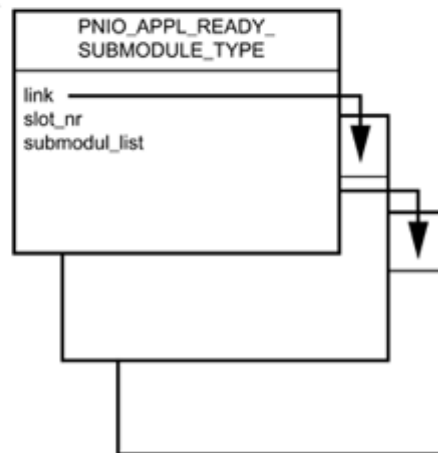 PNIO_APPL_READY_
SUBMODULE_TYPE
link
slot_nr
submodul_list